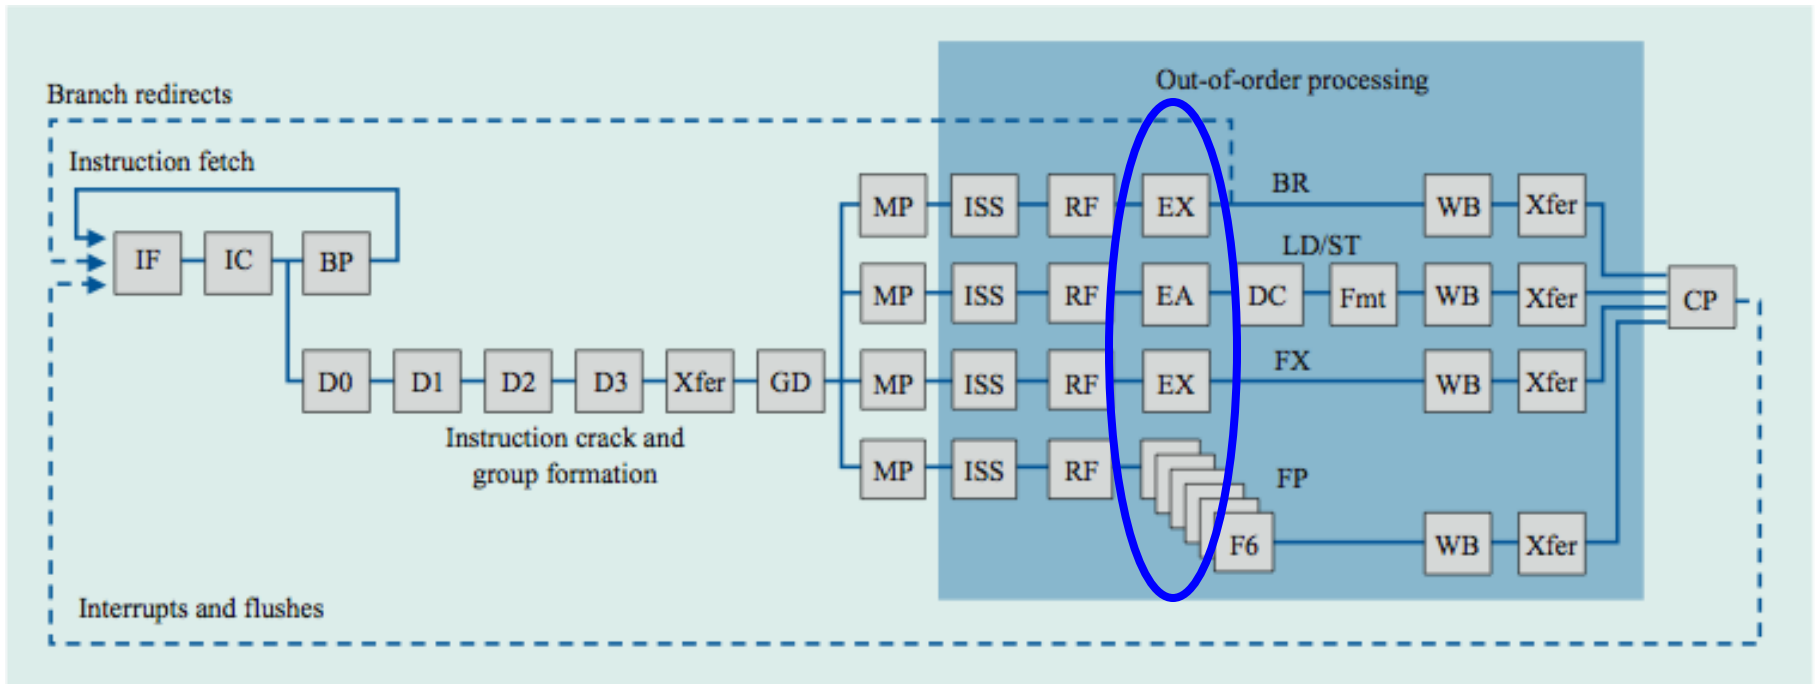 Out-of-order processing
Branch redirects
Instruction fetch
IF IC BP
D0 D1 D2 D3 Xfer GD
Instruction crack and
group formation
MP ISS RF EX BR WB Xfer
LD/ST
MP ISS RF EA DC Fmt WB Xfer
CP
FX
MP ISS RF EX WB Xfer
MP ISS RF FP
F6 WB Xfer
Interrupts and flushes